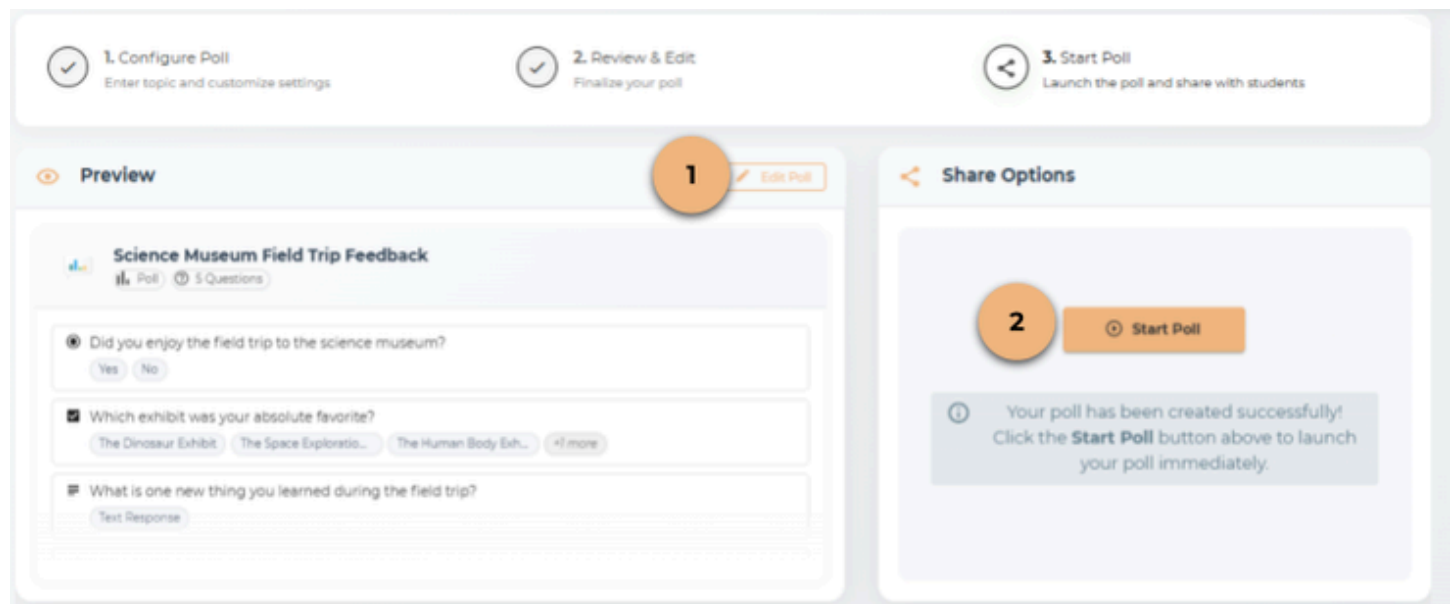 1. Configure Poll
Enter topic and customize settings
2. Review & Edit
Finalize your poll
3. Start Poll
Launch the poll and share with students
Preview
1
Edit Poll
Science Museum Field Trip Feedback
Poll
5 Questions
Did you enjoy the field trip to the science museum?
Yes
No
Which exhibit was your absolute favorite?
The Dinosaur Exhibit
The Space Exploratio...
The Human Body Exh...
+1 more
What is one new thing you learned during the field trip?
Text Response
Share Options
2
Start Poll
Your poll has been created successfully!
Click the Start Poll button above to launch
your poll immediately.